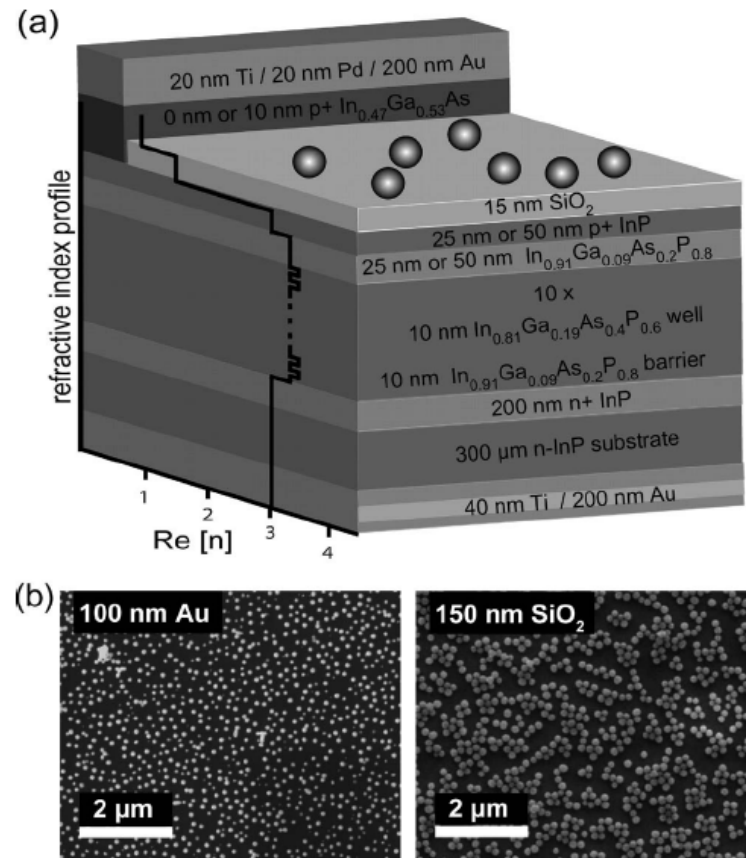 (a)
20 nm Ti / 20 nm Pd / 200 nm Au
0 nm or 10 nm p+ In0.47Ga0.53As
15 nm SiO2
25 nm or 50 nm p+ InP
25 nm or 50 nm In0.91Ga0.09As0.2P0.8
10 x
10 nm In0.81Ga0.19As0.4P0.6 well
10 nm In0.91Ga0.09As0.2P0.8 barrier
200 nm n+ InP
300 µm n-InP substrate
40 nm Ti / 200 nm Au
refractive index profile
1
2
3
4
Re [n]
(b)
100 nm Au
2 µm
150 nm SiO2
2 µm